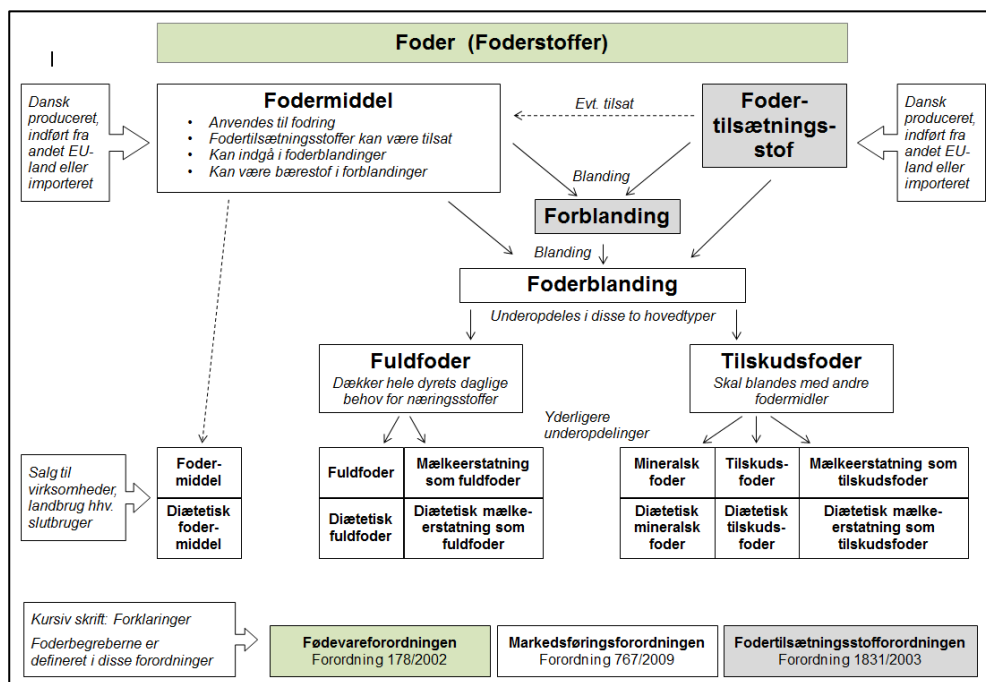 Foder (Foderstoffer)
Dansk
produceret,
indført fra
andet EU-
land eller
importeret
Fodermiddel
• Anvendes til fodring
• Fodertilsætningsstoffer kan være tilsat
• Kan indgå i foderblandinger
• Kan være bærestof i forblandinger
Evt. tilsat
Foder-
tilsætnings-
stof
Dansk
produceret,
indført fra
andet EU-
land eller
importeret
Blanding
Forblanding
Blanding
Foderblanding
Underopdeles i disse to hovedtyper
Fuldfoder
Dækker hele dyrets daglige
behov for næringsstoffer
Tilskudsfoder
Skal blandes med andre
fodermidler
Yderligere
underopdelinger
Salg til
virksomheder,
landbrug hhv.
slutbruger
Foder-
middel
Diætetisk
foder-
middel
Fuldfoder
Mælkeerstatning
som fuldfoder
Diætetisk
fuldfoder
Diætetisk mælke-
erstatning som
fuldfoder
Mineralsk
foder
Tilskuds-
foder
Mælkeerstatning som
tilskudsfoder
Diætetisk
mineralsk
foder
Diætetisk
tilskuds-
foder
Diætetisk mælke-
erstatning som
tilskudsfoder
Kursiv skrift: Forklaringer
Foderbegreberne er
defineret i disse forordninger
Fødevareforordningen
Forordning 178/2002
Markedsføringsforordningen
Forordning 767/2009
Fodertilsætningsstofforordningen
Forordning 1831/2003